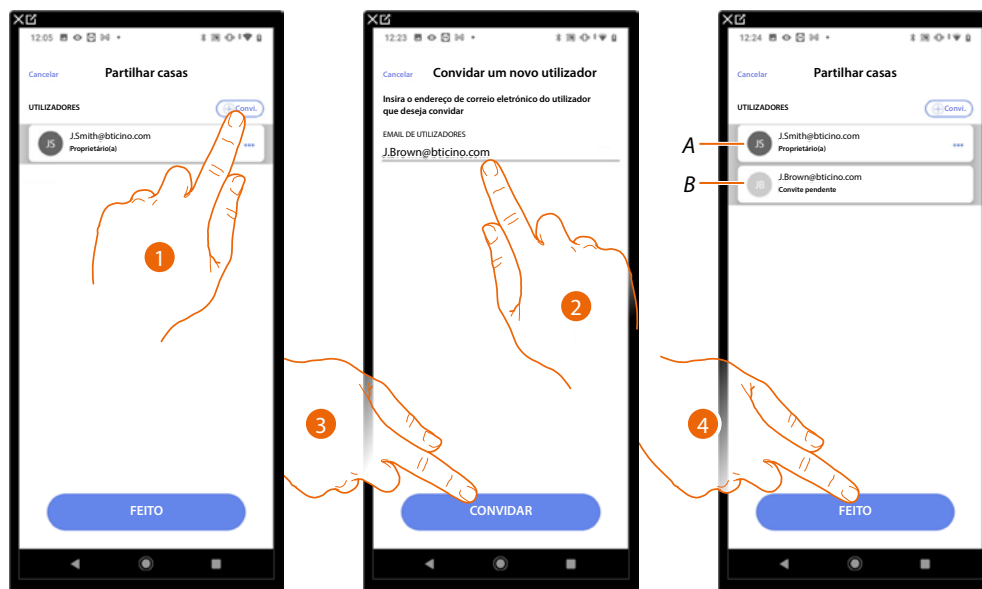 12:05
Cancelar
Partilhar casas
UTILIZADORES
Convi.
JS
J.Smith@bticino.com
Proprietário(a)
1
FEITO
12:23
Cancelar
Convidar um novo utilizador
Insira o endereço de correio eletrónico do utilizador
que deseja convidar
EMAIL DE UTILIZADORES
J.Brown@bticino.com
2
3
CONVIDAR
12:24
Cancelar
Partilhar casas
UTILIZADORES
Convi.
A
JS
J.Smith@bticino.com
Proprietário(a)
B
JB
J.Brown@bticino.com
Convite pendente
4
FEITO